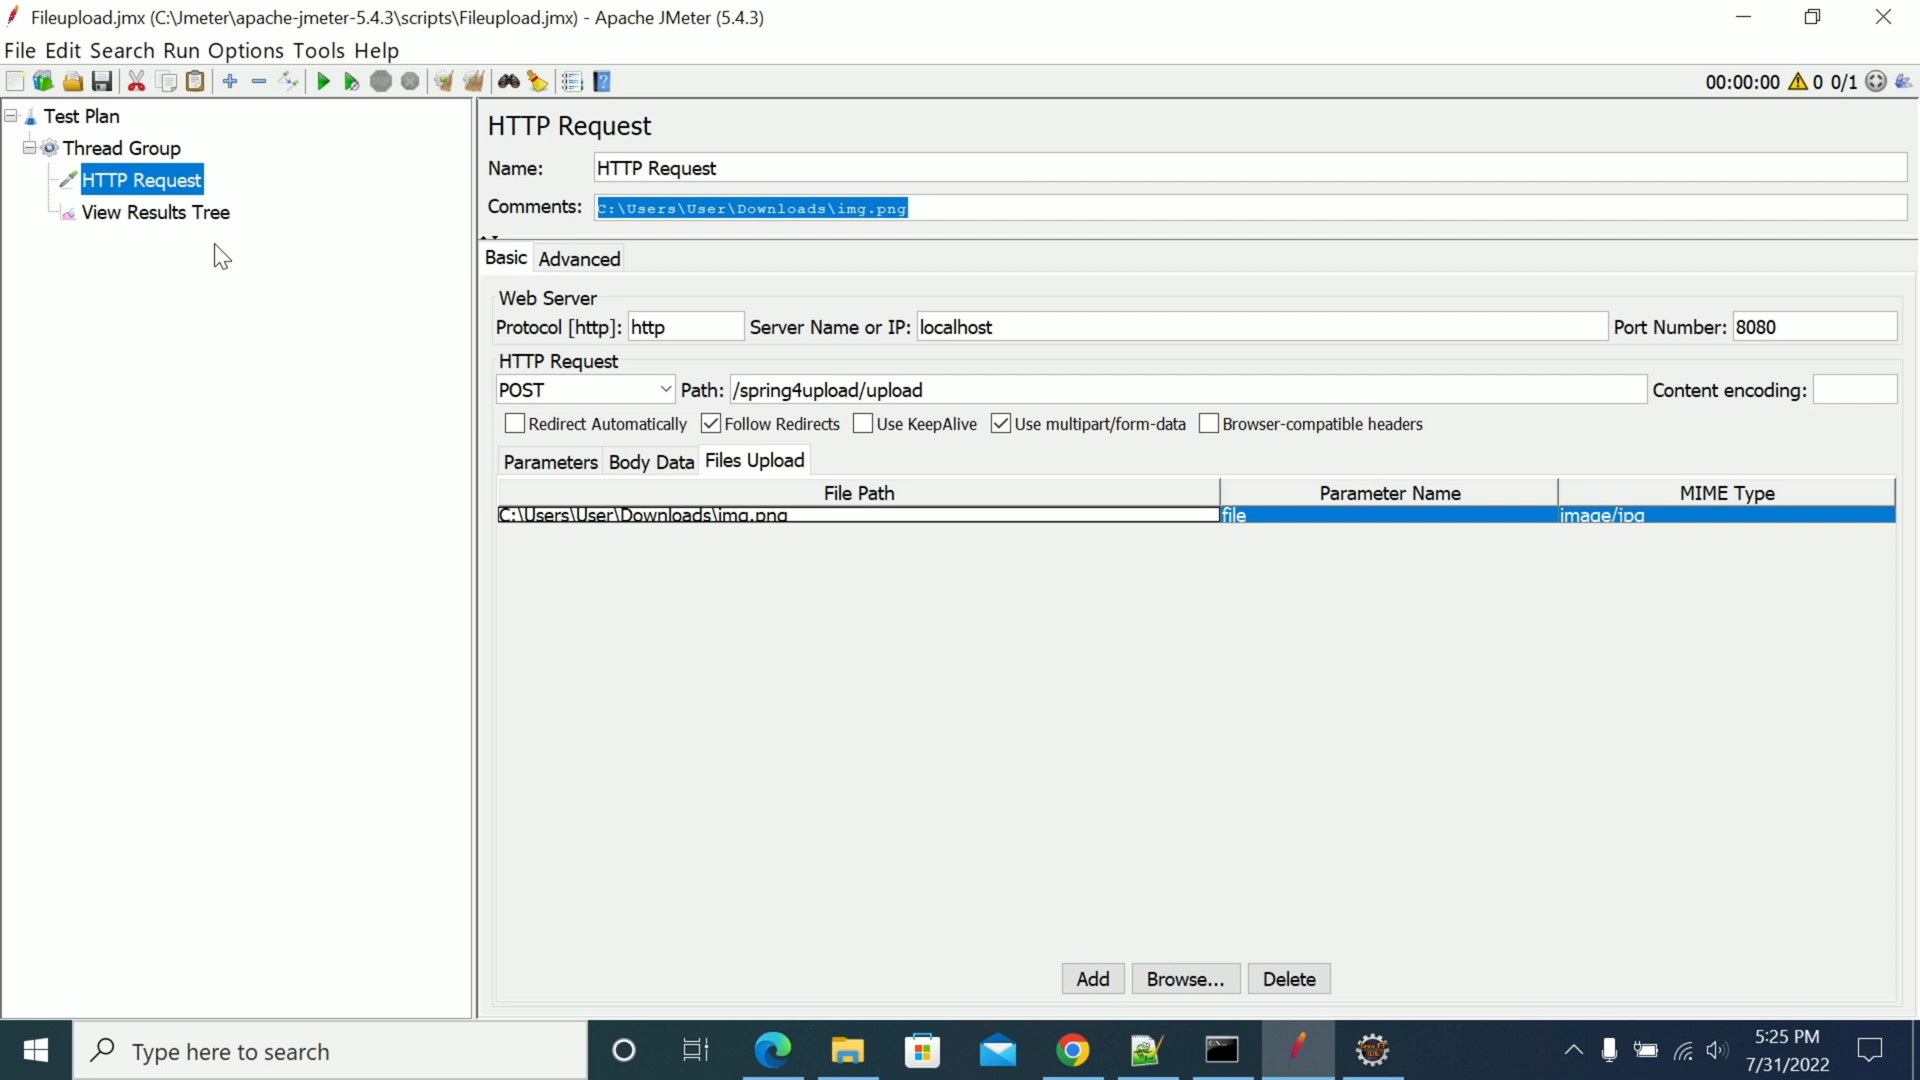 Fileupload.jmx (C:\Jmeter\apache-jmeter-5.4.3\scripts\Fileupload.jmx) - Apache JMeter (5.4.3)
File Edit Search Run Options Tools Help
00:00:00 0 0/1
Test Plan
Thread Group
HTTP Request
View Results Tree
HTTP Request
Name: HTTP Request
Comments: C:\Users\User\Downloads\img.png
Basic Advanced
Web Server
Protocol [http]: http Server Name or IP: localhost Port Number: 8080
HTTP Request
POST Path: /spring4upload/upload Content encoding:
Redirect Automatically Follow Redirects Use KeepAlive Use multipart/form-data Browser-compatible headers
Parameters Body Data Files Upload
File Path Parameter Name MIME Type
C:\Users\User\Downloads\img.png file image/jpg
Add Browse... Delete
Type here to search
5:25 PM
7/31/2022